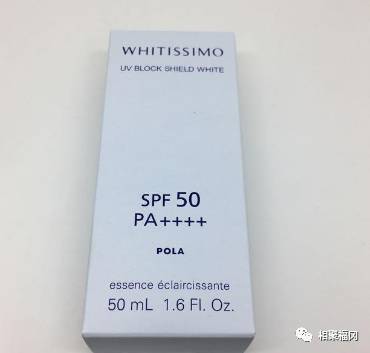 WHITISSIMO
UV BLOCK SHIELD WHITE
SPF 50
PA++++
POLA
essence éclaircissante
50 mL 1.6 Fl. Oz.
相聚福冈